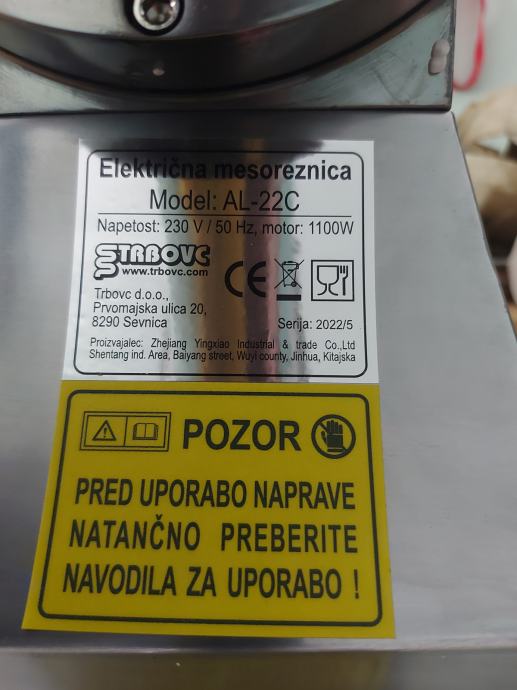 Električna mesoreznica
Model: AL-22C
Napetost: 230 V / 50 Hz, motor: 1100W
TRBOVC
www.trbovc.com
CE
Trbovc d.o.o.,
Prvomajska ulica 20,
8290 Sevnica
Serija: 2022/5
Proizvajalec: Zhejiang Yingxiao Industrial & trade Co.,Ltd
Shentang ind. Area, Baiyang street, Wuyi county, Jinhua, Kitajska
POZOR
PRED UPORABO NAPRAVE
NATANČNO PREBERITE
NAVODILA ZA UPORABO !